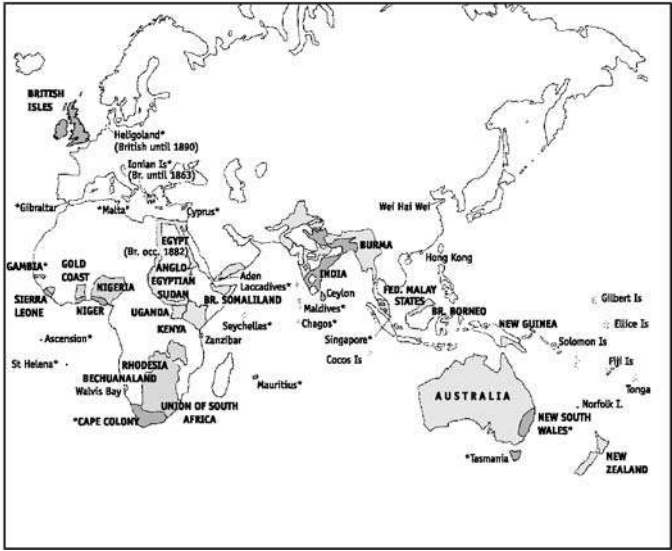 BRITISH
ISLES
Heligoland*
(British until 1890)
Ionian Is*
(Br. until 1863)
*Gibraltar
*Malta*
Cyprus*
Wei Hai Wei
EGYPT
(Br. occ. 1882)
BURMA
Hong Kong
GAMBIA*
GOLD
COAST
NIGERIA
ANGLO
EGYPTIAN
SUDAN
Aden
Laccadives*
INDIA
FED. MALAY
STATES
SIERRA
LEONE
NIGER
BR. SOMALILAND
Ceylon
Maldives*
BR. BORNEO
Gilbert Is
UGANDA
KENYA
Seychelles*
Chagos*
NEW GUINEA
Ellice Is
Ascension*
Zanzibar
Singapore*
Solomon Is
St Helena*
RHODESIA
Cocos Is
Fiji Is
BECHUANALAND
Walvis Bay
Mauritius*
Tonga
AUSTRALIA
Norfolk I.
*CAPE COLONY
UNION OF SOUTH
AFRICA
NEW SOUTH
WALES*
*Tasmania
NEW
ZEALAND